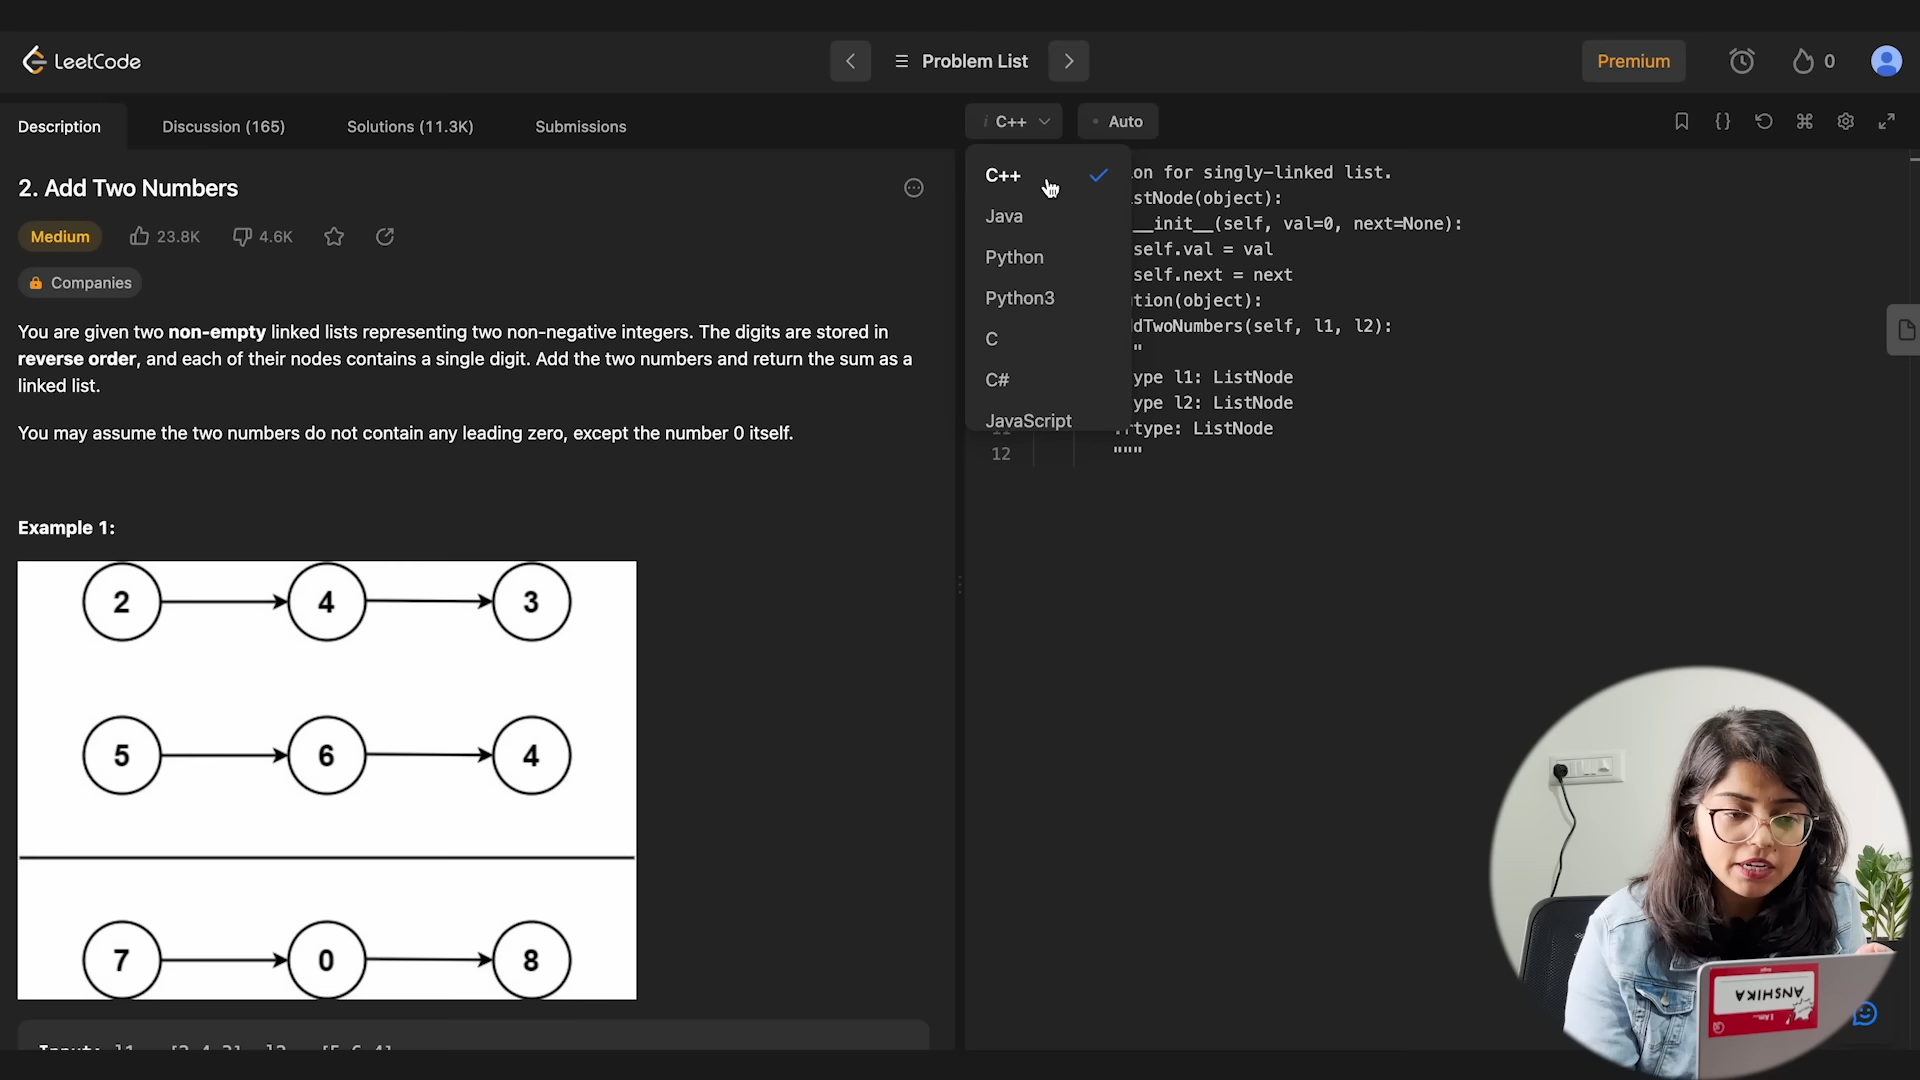 LeetCode
Problem List
Premium
0
Description
Discussion (165)
Solutions (11.3K)
Submissions
i C++
• Auto
2. Add Two Numbers
Medium
23.8K
4.6K
Companies
You are given two non-empty linked lists representing two non-negative integers. The digits are stored in
reverse order, and each of their nodes contains a single digit. Add the two numbers and return the sum as a
linked list.
You may assume the two numbers do not contain any leading zero, except the number 0 itself.
Example 1:
2 4 3
5 6 4
7 0 8
C++
Java
Python
Python3
C
C#
JavaScript
on for singly-linked list.
stNode(object):
__init__(self, val=0, next=None):
self.val = val
self.next = next
tion(object):
dTwoNumbers(self, l1, l2):
"
ype l1: ListNode
ype l2: ListNode
rtype: ListNode
12 """
ANSHIKA